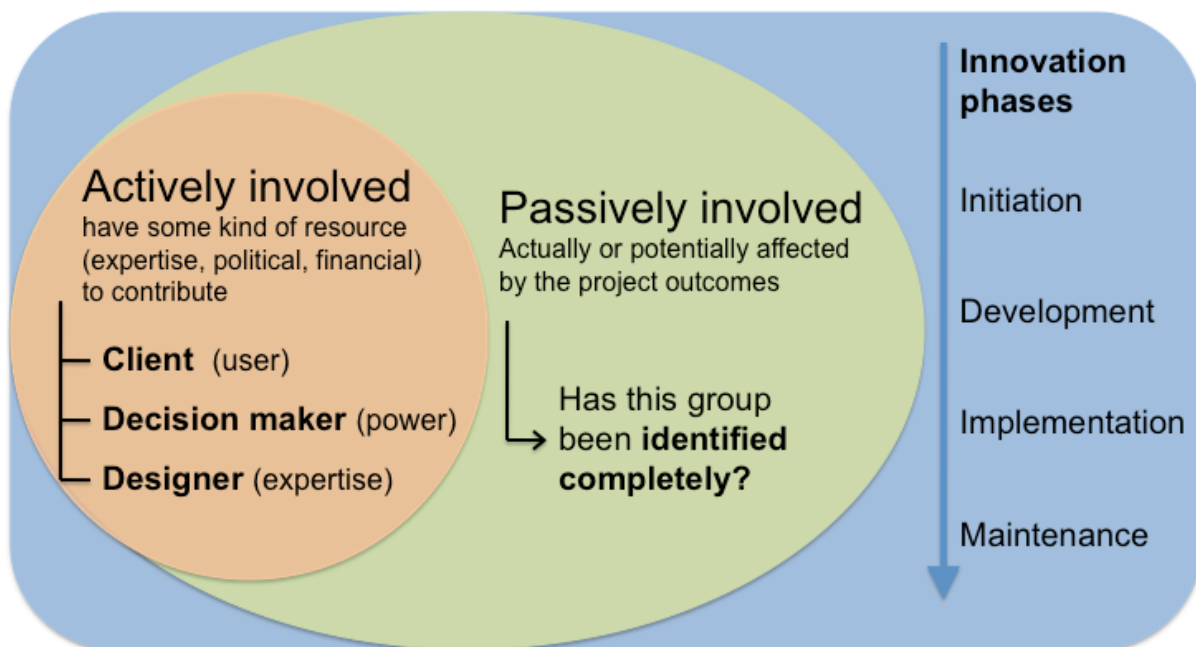 Actively involved
have some kind of resource
(expertise, political, financial)
to contribute
Client (user)
Decision maker (power)
Designer (expertise)
Passively involved
Actually or potentially affected
by the project outcomes
Has this group
been identified
completely?
Innovation
phases
Initiation
Development
Implementation
Maintenance